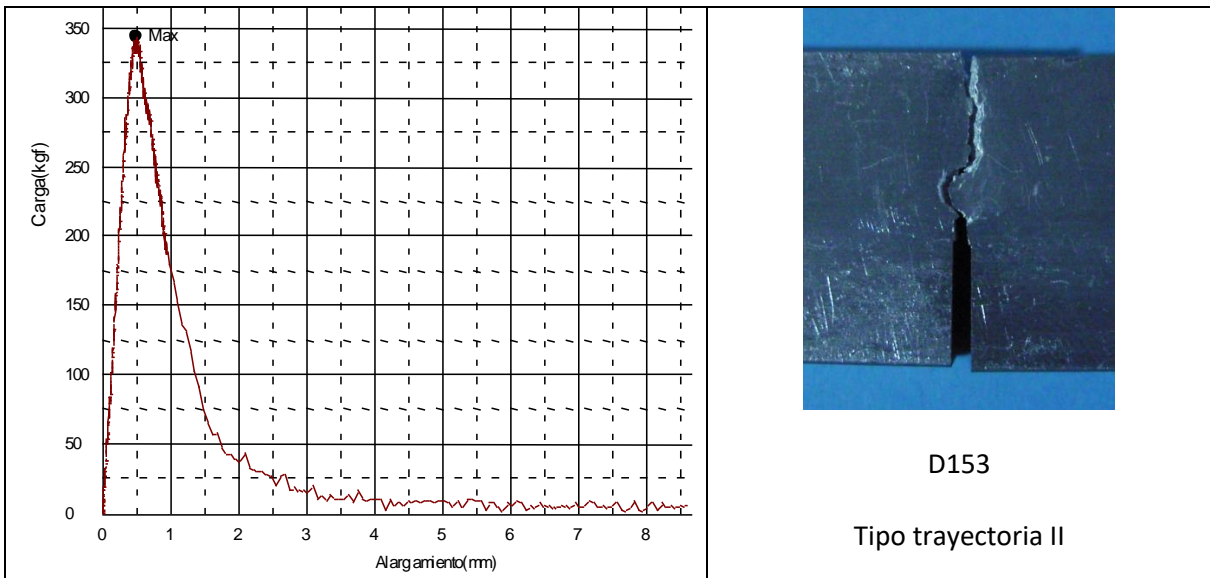 350
Max
300
250
200
150
100
50
0
Carga(kgf)
0 1 2 3 4 5 6 7 8
Alargamiento(mm)
D153
Tipo trayectoria II